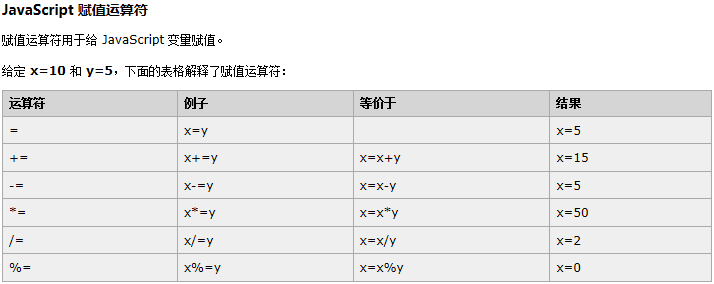 JavaScript 赋值运算符
赋值运算符用于给 JavaScript 变量赋值。
给定 x=10 和 y=5，下面的表格解释了赋值运算符：
运算符 例子 等价于 结果
= x=y x=5
+= x+=y x=x+y x=15
-= x-=y x=x-y x=5
*= x*=y x=x*y x=50
/= x/=y x=x/y x=2
%= x%=y x=x%y x=0